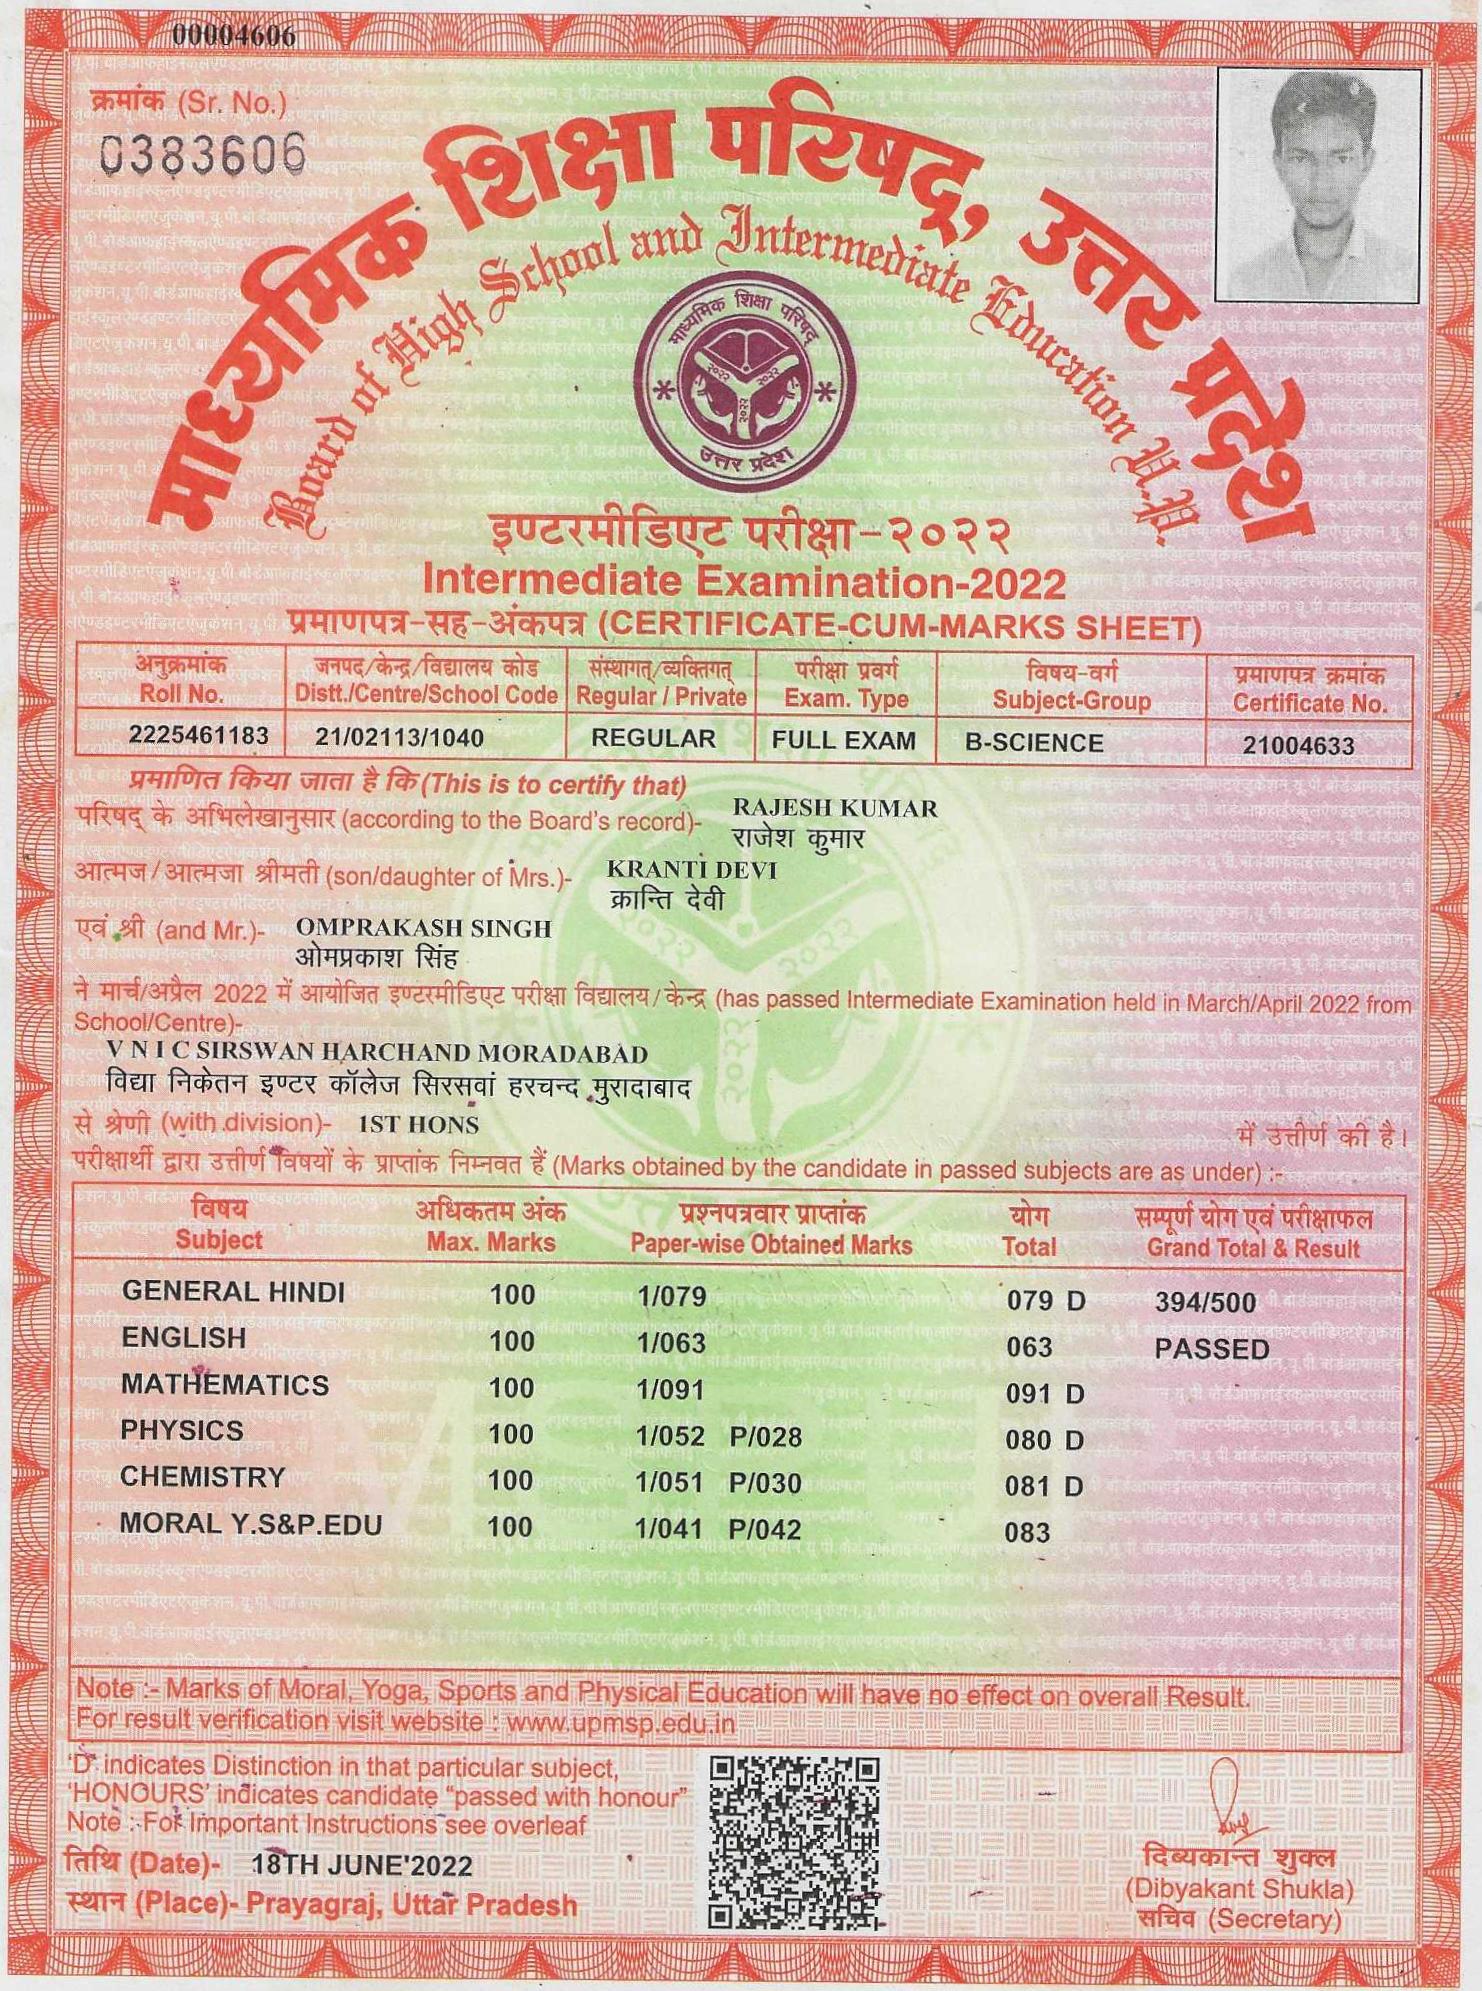 00004606
क्रमांक (Sr. No.)
0383606
माध्यमिक शिक्षा परिषद्, उत्तर प्रदेश
Board of High School and Intermediate Education U.P.
माध्यमिक शिक्षा परिषद्
२०२२ २०२२
२०२२
उत्तर प्रदेश
इण्टरमीडिएट परीक्षा-२०२२
Intermediate Examination-2022
प्रमाणपत्र-सह-अंकपत्र (CERTIFICATE-CUM-MARKS SHEET)
अनुक्रमांक जनपद/केन्द्र/विद्यालय कोड संस्थागत्/व्यक्तिगत् परीक्षा प्रवर्ग विषय-वर्ग प्रमाणपत्र क्रमांक
Roll No. Distt./Centre/School Code Regular / Private Exam. Type Subject-Group Certificate No.
2225461183 21/02113/1040 REGULAR FULL EXAM B-SCIENCE 21004633
प्रमाणित किया जाता है कि (This is to certify that)
परिषद् के अभिलेखानुसार (according to the Board's record)- RAJESH KUMAR
राजेश कुमार
आत्मज/आत्मजा श्रीमती (son/daughter of Mrs.)- KRANTI DEVI
क्रान्ति देवी
एवं श्री (and Mr.)- OMPRAKASH SINGH
ओमप्रकाश सिंह
ने मार्च/अप्रैल 2022 में आयोजित इण्टरमीडिएट परीक्षा विद्यालय/केन्द्र (has passed Intermediate Examination held in March/April 2022 from
School/Centre)-
V N I C SIRSWAN HARCHAND MORADABAD
विद्या निकेतन इण्टर कॉलेज सिरसवां हरचन्द मुरादाबाद
से श्रेणी (with division)- 1ST HONS में उत्तीर्ण की है।
परीक्षार्थी द्वारा उत्तीर्ण विषयों के प्राप्तांक निम्नवत हैं (Marks obtained by the candidate in passed subjects are as under) :-
विषय अधिकतम अंक प्रश्नपत्रवार प्राप्तांक योग सम्पूर्ण योग एवं परीक्षाफल
Subject Max. Marks Paper-wise Obtained Marks Total Grand Total & Result
GENERAL HINDI 100 1/079 079 D 394/500
ENGLISH 100 1/063 063 PASSED
MATHEMATICS 100 1/091 091 D
PHYSICS 100 1/052 P/028 080 D
CHEMISTRY 100 1/051 P/030 081 D
MORAL Y.S&P.EDU 100 1/041 P/042 083
Note :- Marks of Moral, Yoga, Sports and Physical Education will have no effect on overall Result.
For result verification visit website : www.upmsp.edu.in
'D' indicates Distinction in that particular subject,
'HONOURS' indicates candidate "passed with honour"
Note :-For Important Instructions see overleaf
तिथि (Date)- 18TH JUNE'2022
स्थान (Place)- Prayagraj, Uttar Pradesh
दिव्यकान्त शुक्ल
(Dibyakant Shukla)
सचिव (Secretary)